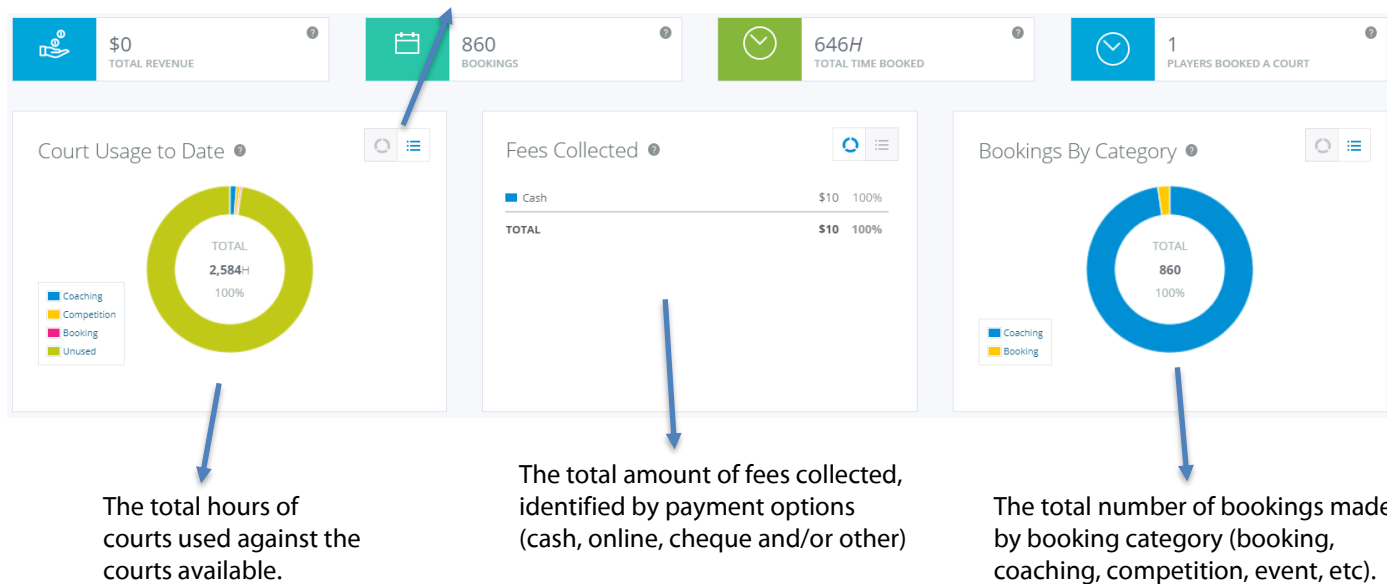 $0
TOTAL REVENUE
?
860
BOOKINGS
?
646H
TOTAL TIME BOOKED
?
1
PLAYERS BOOKED A COURT
?
Court Usage to Date ?
TOTAL
2,584H
100%
Coaching
Competition
Booking
Unused
Fees Collected ?
Cash $10 100%
TOTAL $10 100%
Bookings By Category ?
TOTAL
860
100%
Coaching
Booking
The total hours of
courts used against the
courts available.
The total amount of fees collected,
identified by payment options
(cash, online, cheque and/or other)
The total number of bookings made
by booking category (booking,
coaching, competition, event, etc).